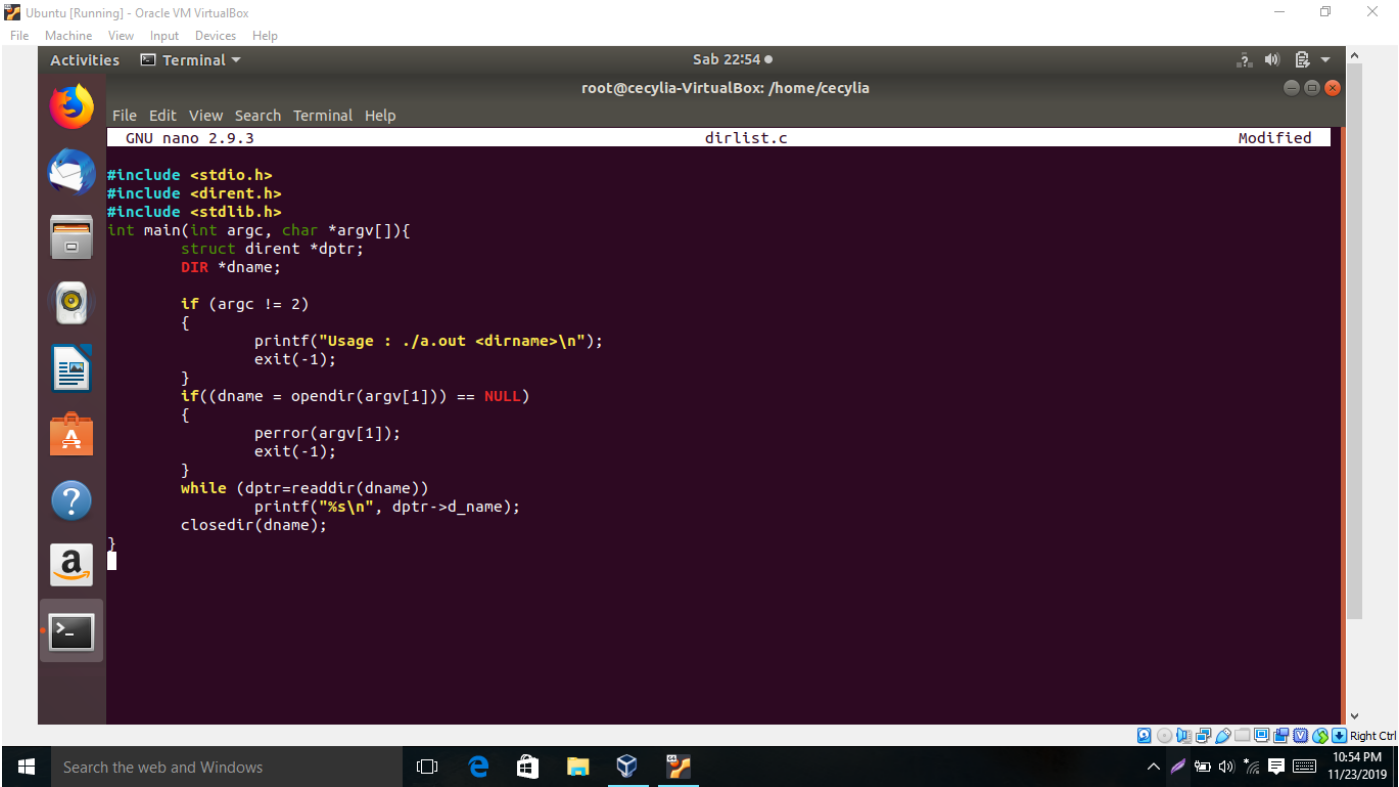 Ubuntu [Running] - Oracle VM VirtualBox
File Machine View Input Devices Help
Activities Terminal Sab 22:54
root@cecylia-VirtualBox: /home/cecylia
File Edit View Search Terminal Help
GNU nano 2.9.3 dirlist.c Modified
#include <stdio.h>
#include <dirent.h>
#include <stdlib.h>
int main(int argc, char *argv[]){
struct dirent *dptr;
DIR *dname;
if (argc != 2)
{
printf("Usage : ./a.out <dirname>\n");
exit(-1);
}
if((dname = opendir(argv[1])) == NULL)
{
perror(argv[1]);
exit(-1);
}
while (dptr=readdir(dname))
printf("%s\n", dptr->d_name);
closedir(dname);
}
Right Ctrl
Search the web and Windows
10:54 PM
11/23/2019